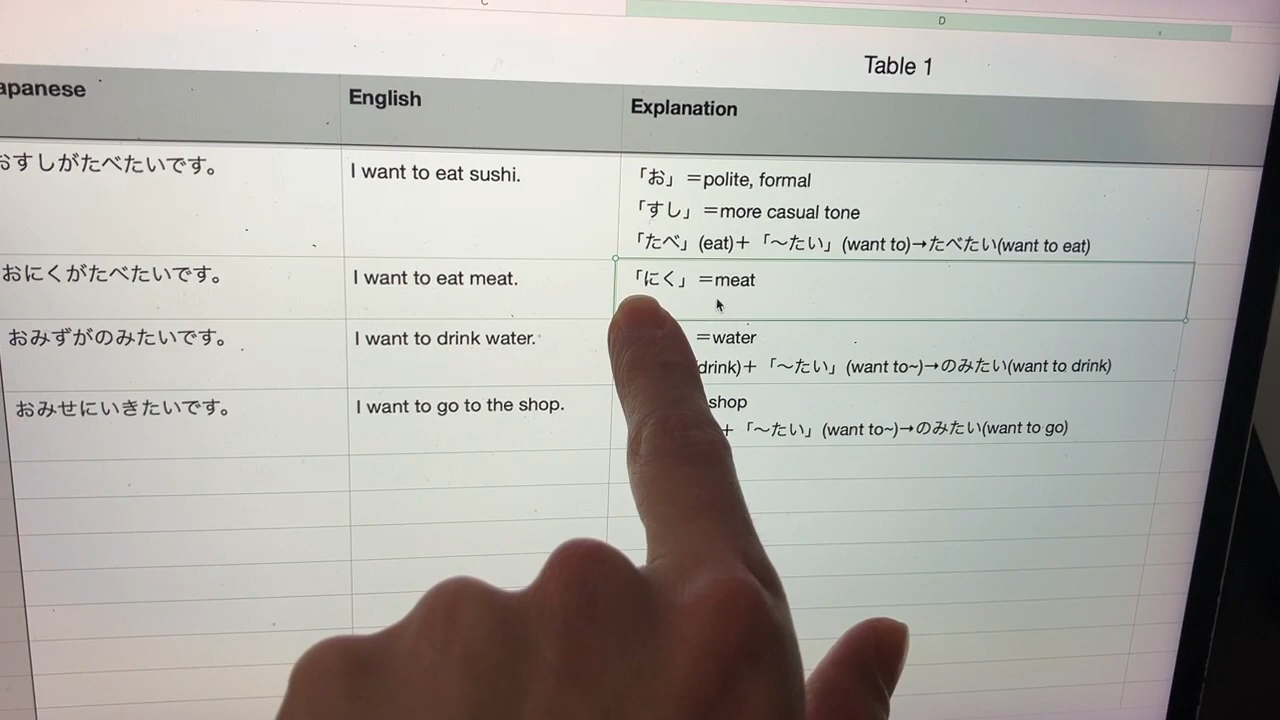 D
Table 1
English
Explanation
おすしがたべたいです。
I want to eat sushi.
「お」=polite, formal
「すし」=more casual tone
「たべ」(eat)+「〜たい」(want to)→たべたい(want to eat)
おにくがたべたいです。
I want to eat meat.
「にく」=meat
おみずがのみたいです。
I want to drink water.
=water
drink)+「〜たい」(want to~)→のみたい(want to drink)
おみせにいきたいです。
I want to go to the shop.
shop
+「〜たい」(want to~)→のみたい(want to go)